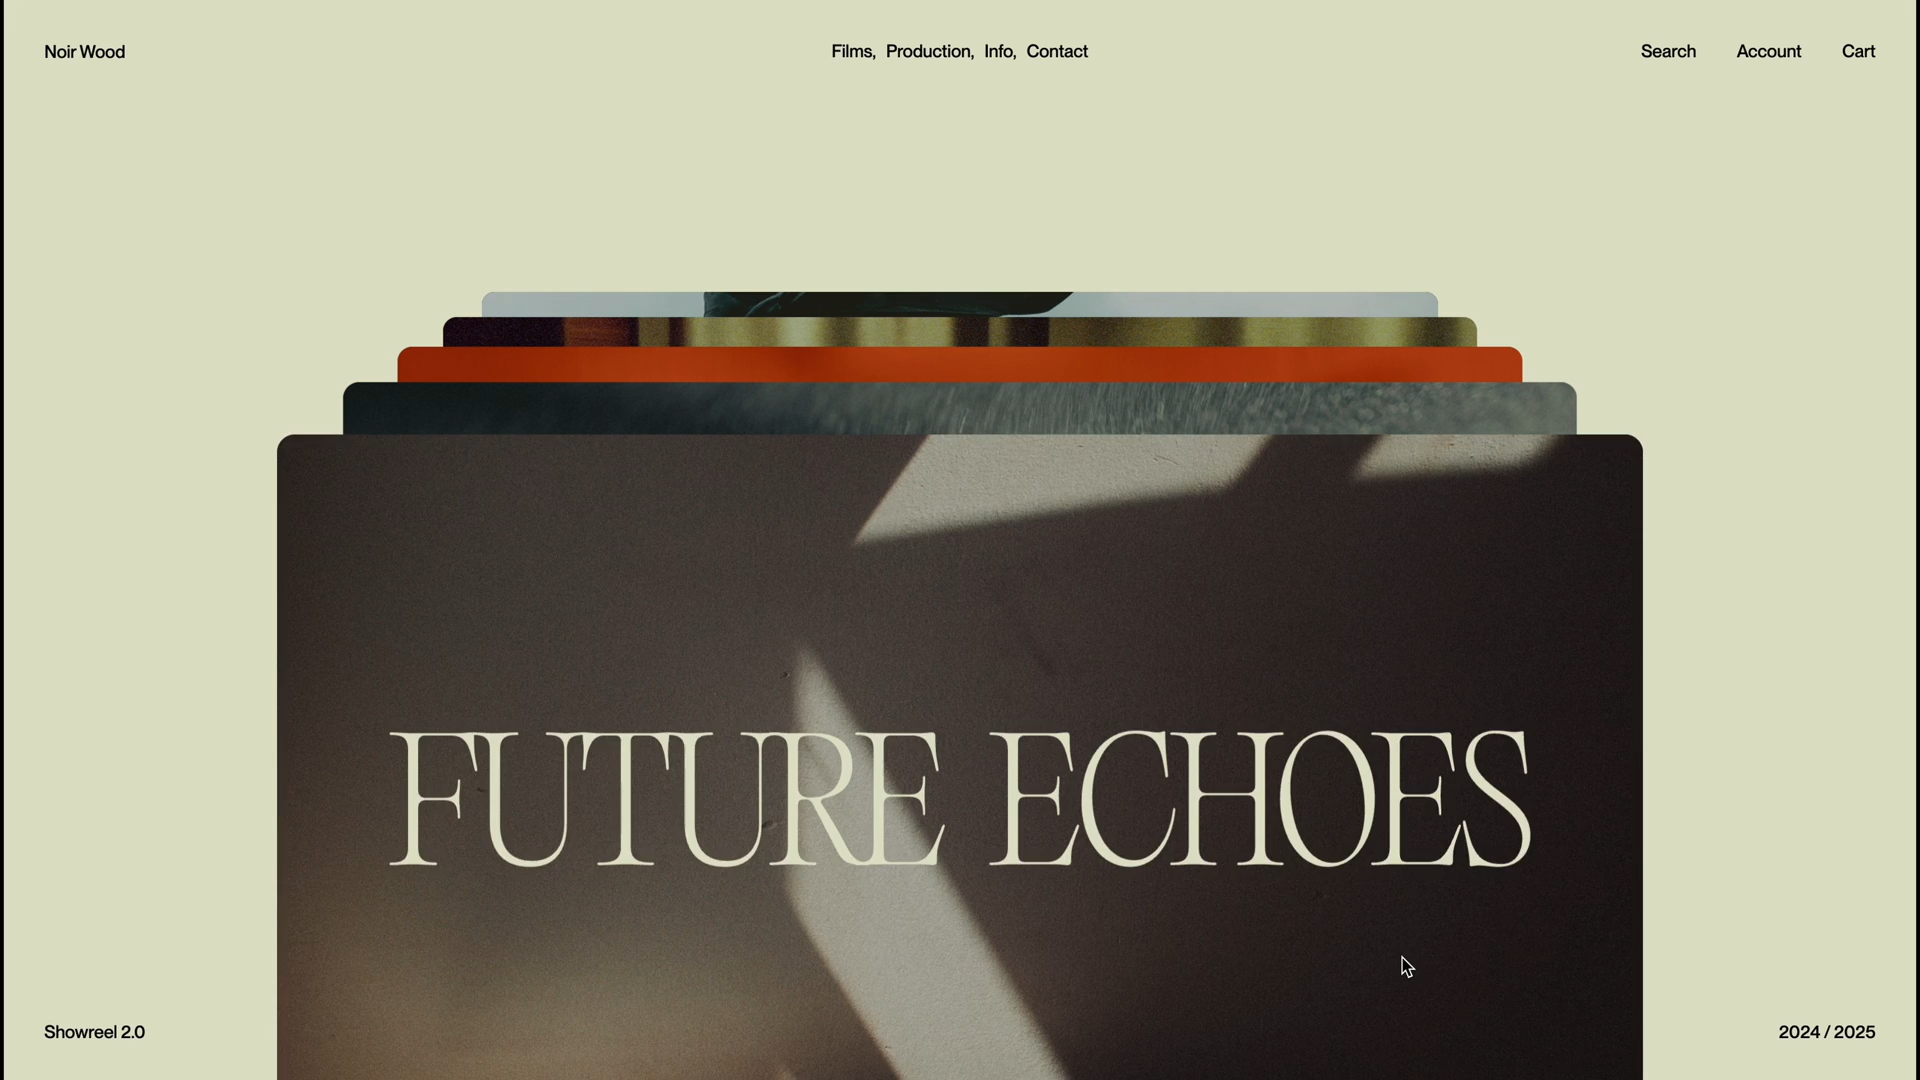 Noir Wood
Films, Production, Info, Contact
Search Account Cart
FUTURE ECHOES
Showreel 2.0
2024 / 2025